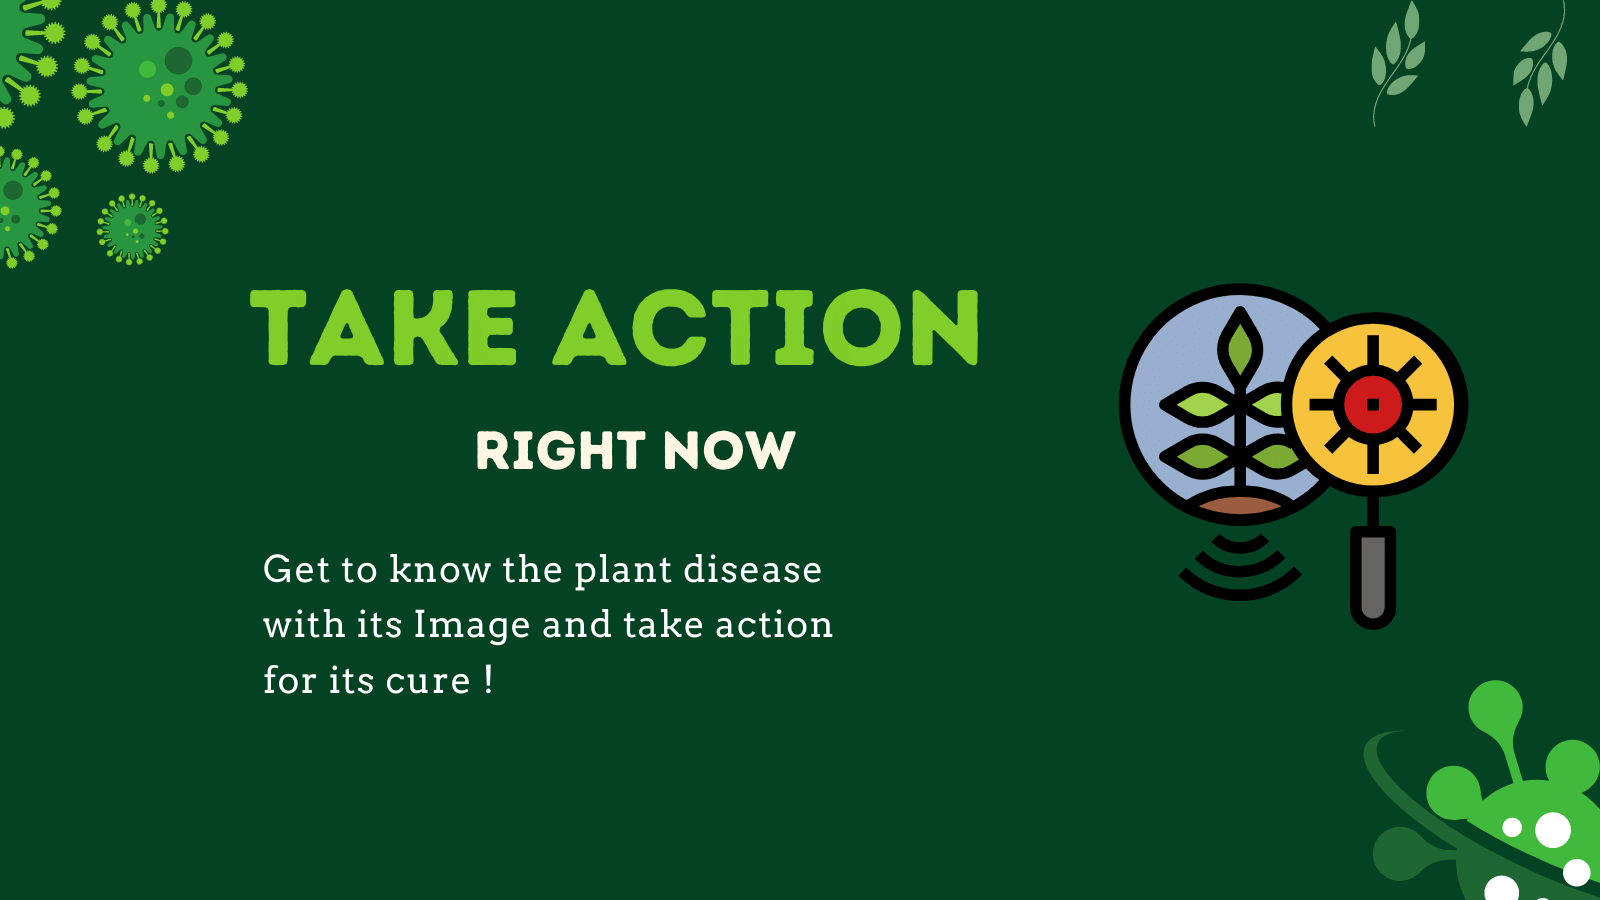 TAKE ACTION
RIGHT NOW
Get to know the plant disease
with its Image and take action
for its cure !